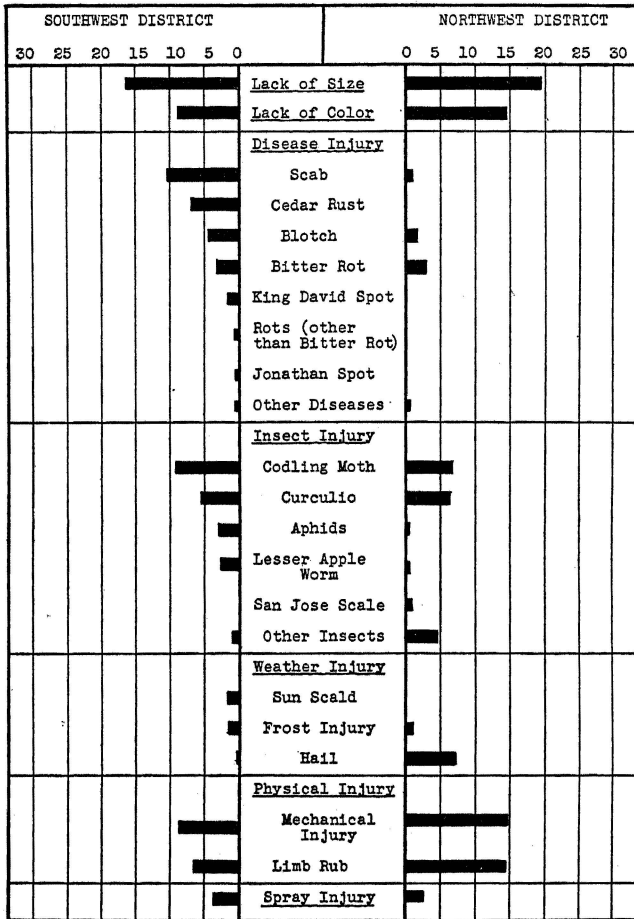 SOUTHWEST DISTRICT NORTHWEST DISTRICT
30 25 20 15 10 5 0 0 5 10 15 20 25 30
Lack of Size
Lack of Color
Disease Injury
Scab
Cedar Rust
Blotch
Bitter Rot
King David Spot
Rots (other
than Bitter Rot)
Jonathan Spot
Other Diseases
Insect Injury
Codling Moth
Curculio
Aphids
Lesser Apple
Worm
San Jose Scale
Other Insects
Weather Injury
Sun Scald
Frost Injury
Hail
Physical Injury
Mechanical
Injury
Limb Rub
Spray Injury